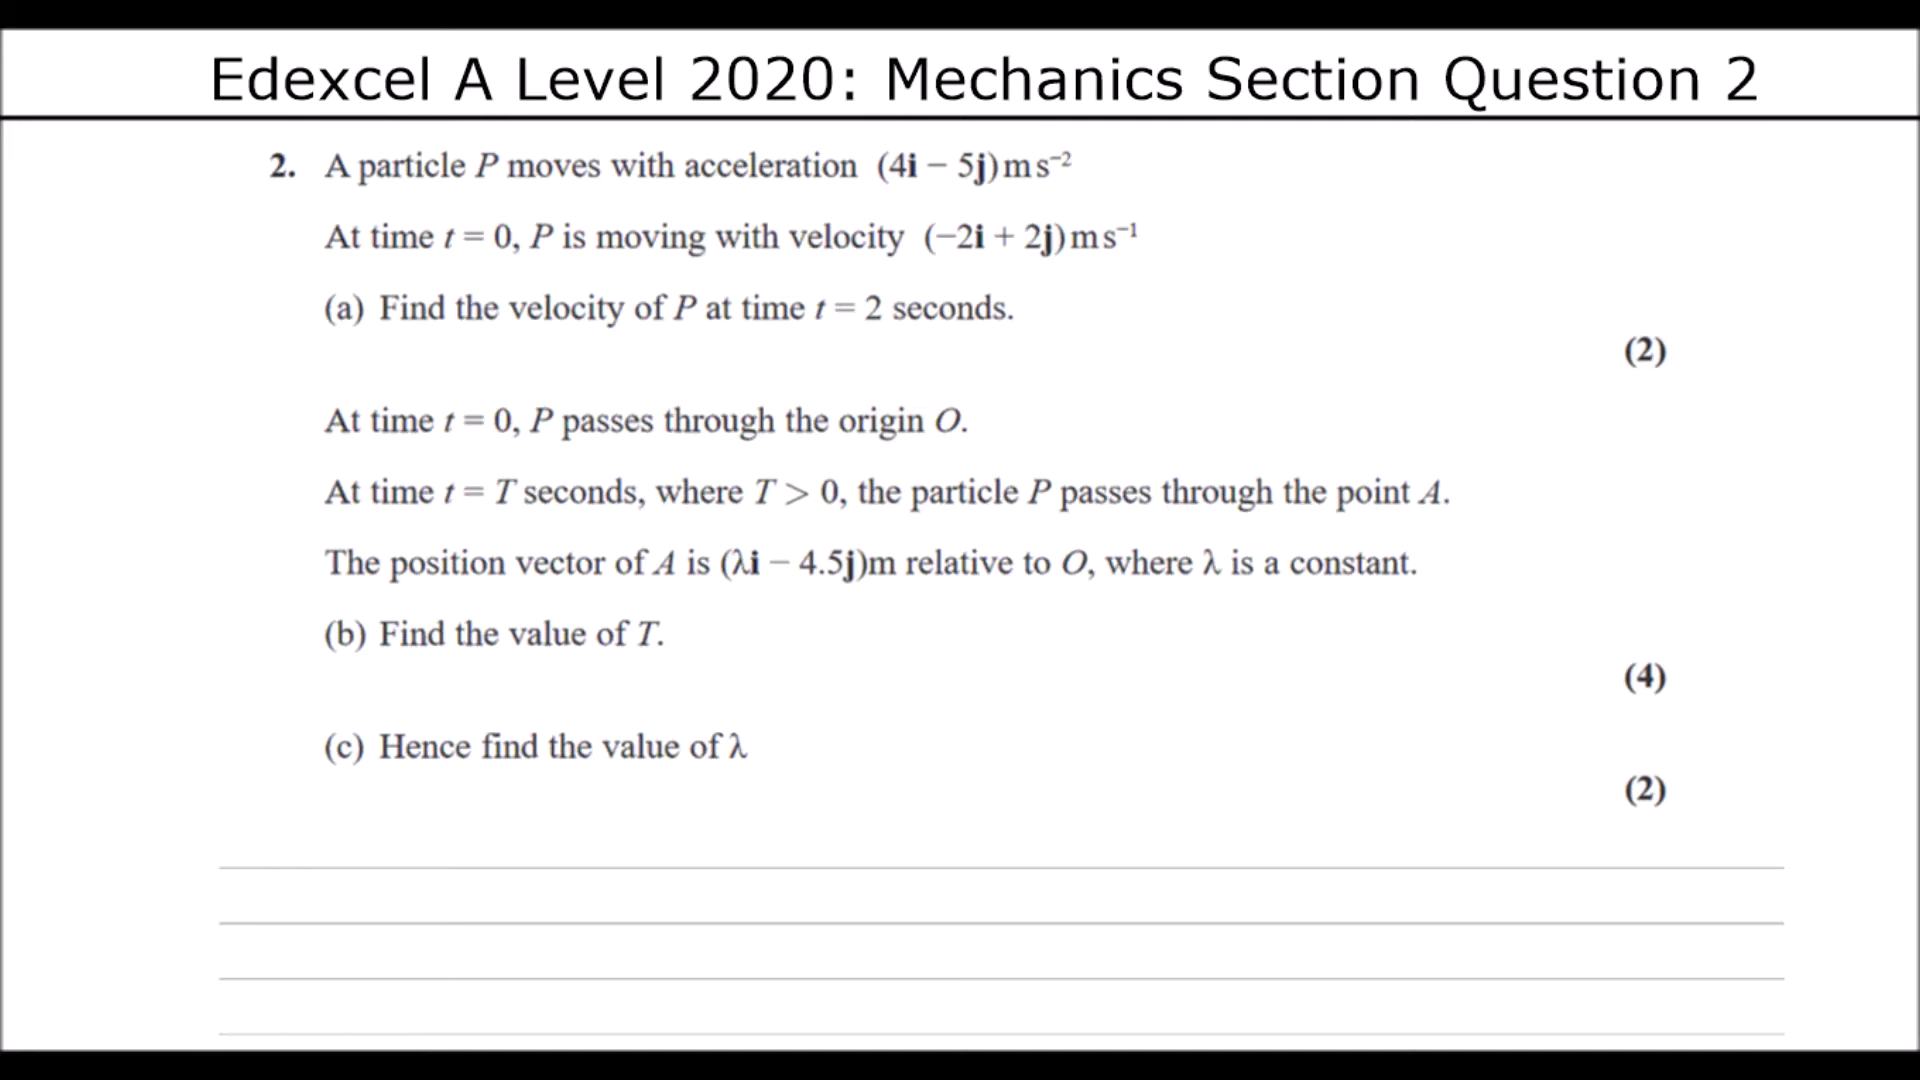 Edexcel A Level 2020: Mechanics Section Question 2
2. A particle P moves with acceleration (4i − 5j) m s⁻²
At time t = 0, P is moving with velocity (−2i + 2j) m s⁻¹
(a) Find the velocity of P at time t = 2 seconds.
(2)
At time t = 0, P passes through the origin O.
At time t = T seconds, where T > 0, the particle P passes through the point A.
The position vector of A is (λi − 4.5j)m relative to O, where λ is a constant.
(b) Find the value of T.
(4)
(c) Hence find the value of λ
(2)